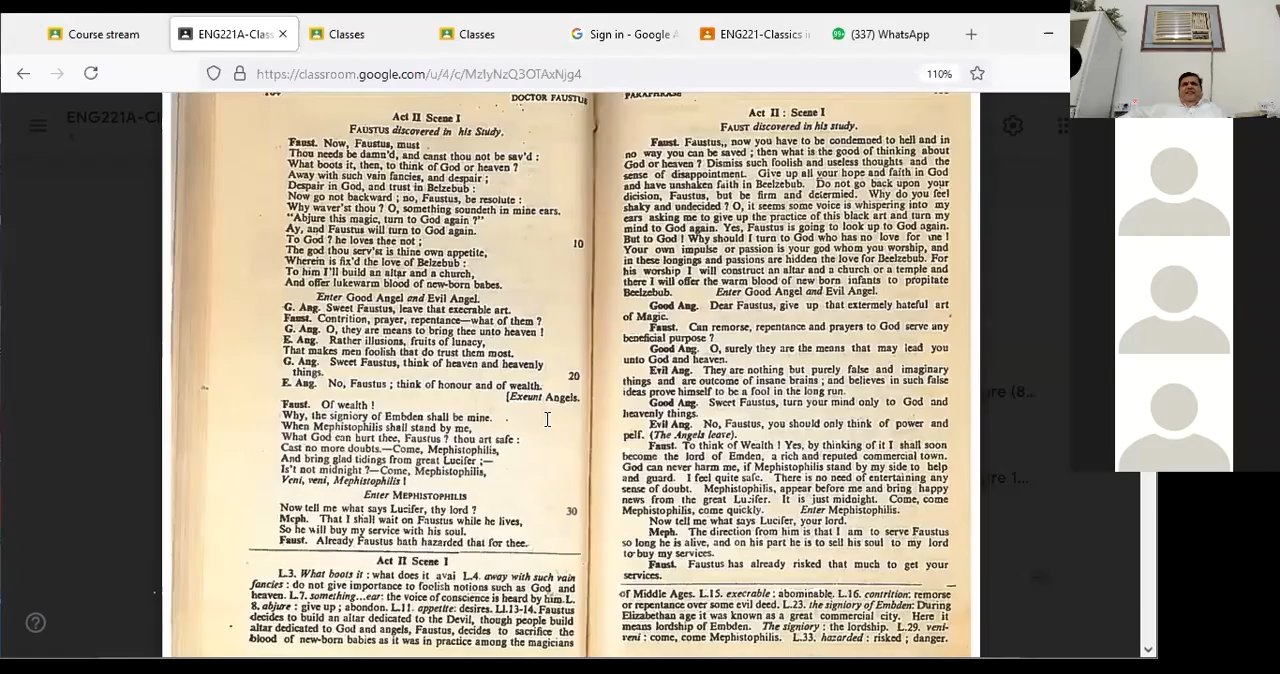 Course stream
ENG221A-Clas
Classes
Classes
Sign in - Google A
ENG221-Classics i
(337) WhatsApp
https://classroom.google.com/u/4/c/MzIyNzQ3OTAxNjg4
110%
ENG221A-Cl
DOCTOR FAUSTUS
Act II Scene I
FAUSTUS discovered in his Study.
Faust. Now, Faustus, must
Thou needs be damn'd, and canst thou not be sav'd :
What boots it, then, to think of God or heaven ?
Away with such vain fancies, and despair ;
Despair in God, and trust in Belzebub :
Now go not backward ; no, Faustus, be resolute :
Why waver'st thou ? O, something soundeth in mine ears.
"Abjure this magic, turn to God again ?"
Ay, and Faustus will turn to God again.
To God ? he loves thee not ; 10
The god thou serv'st is thine own appetite,
Wherein is fix'd the love of Belzebub :
To him I'll build an altar and a church,
And offer lukewarm blood of new-born babes.
Enter Good Angel and Evil Angel.
G. Ang. Sweet Faustus, leave that execrable art.
Faust. Contrition, prayer, repentance—what of them ?
G. Ang. O, they are means to bring thee unto heaven !
E. Ang. Rather illusions, fruits of lunacy,
That makes men foolish that do trust them most.
G. Ang. Sweet Faustus, think of heaven and heavenly
things. 20
E. Ang. No, Faustus ; think of honour and of wealth.
[Exeunt Angels.
Faust. Of wealth !
Why, the signiory of Embden shall be mine.
When Mephistophilis shall stand by me,
What God can hurt thee, Faustus ? thou art safe :
Cast no more doubts.—Come, Mephistophilis,
And bring glad tidings from great Lucifer ;—
Is't not midnight ?—Come, Mephistophilis,
Veni, veni, Mephistophilis !
Enter MEPHISTOPHILIS
Now tell me what says Lucifer, thy lord ? 30
Meph. That I shall wait on Faustus while he lives,
So he will buy my service with his soul.
Faust. Already Faustus hath hazarded that for thee.
Act II Scene I
L.3. What boots it : what does it avai L.4. away with such vain
fancies : do not give importance to foolish notions such as God and
heaven. L.7. something...ear: the voice of conscience is heard by him. L.
8. abjure : give up ; abondon. L.11. appetite: desires. Ll.13-14. Faustus
decides to build an altar dedicated to the Devil, though people build
altar dedicated to God and angels, Faustus, decides to sacrifice the
blood of new-born babies as it was in practice among the magicians
PARAPHRASE
Act II : Scene I
FAUST discovered in his study.
Faust. Faustus,, now you have to be condemned to hell and in
no way you can be saved ; then what is the good of thinking about
God or heaven ? Dismiss such foolish and useless thoughts and the
sense of disappointment. Give up all your hope and faith in God
and have unshaken faith in Beelzebub. Do not go back upon your
dicision, Faustus, but be firm and determied. Why do you feel
shaky and undecided ? O, it seems some voice is whispering into my
ears asking me to give up the practice of this black art and turn my
mind to God again. Yes, Faustus is going to look up to God again.
But to God ! Why should I turn to God who has no love for me !
Your own impulse or passion is your god whom you worship, and
in these longings and passions are hidden the love for Beelzebub. For
his worship I will construct an altar and a church or a temple and
there I will offer the warm blood of new born infants to propitate
Beelzebub. Enter Good Angel and Evil Angel.
Good Ang. Dear Faustus, give up that extermely hateful art
of Magic.
Faust. Can remorse, repentance and prayers to God serve any
beneficial purpose ?
Good Ang. O, surely they are the means that may lead you
unto God and heaven.
Evil Ang. They are nothing but purely false and imaginary
things and are outcome of insane brains ; and believes in such false
ideas prove himself to be a fool in the long run.
Good Ang. Sweet Faustus, turn your mind only to God and
heavenly things.
Evil Ang. No, Faustus, you should only think of power and
pelf. (The Angels leave).
Faust. To think of Wealth ! Yes, by thinking of it I shall soon
become the lord of Emden, a rich and reputed commercial town.
God can never harm me, if Mephistophilis stand by my side to help
and guard. I feel quite safe. There is no need of entertaining any
sense of doubt. Mephistophilis, appear before me and bring happy
news from the great Lucifer. It is just midnight. Come, come
Mephistophilis, come quickly. Enter Mephistophilis.
Now tell me what says Lucifer, your lord.
Meph. The direction from him is that I am to serve Faustus
so long he is alive, and on his part he is to sell his soul to my lord
to buy my services.
Faust. Faustus has already risked that much to get your
services.
of Middle Ages. L.15. execrable ; abominable. L.16. contrition: remorse
or repentance over some evil deed. L.23. the signiory of Embden: During
Elizabethan age it was known as a great commercial city. Here it
means lordship of Embden. The signiory : the lordship. L.29. veni-
veni : come, come Mephistophilis. L.33, hazarded : risked ; danger.